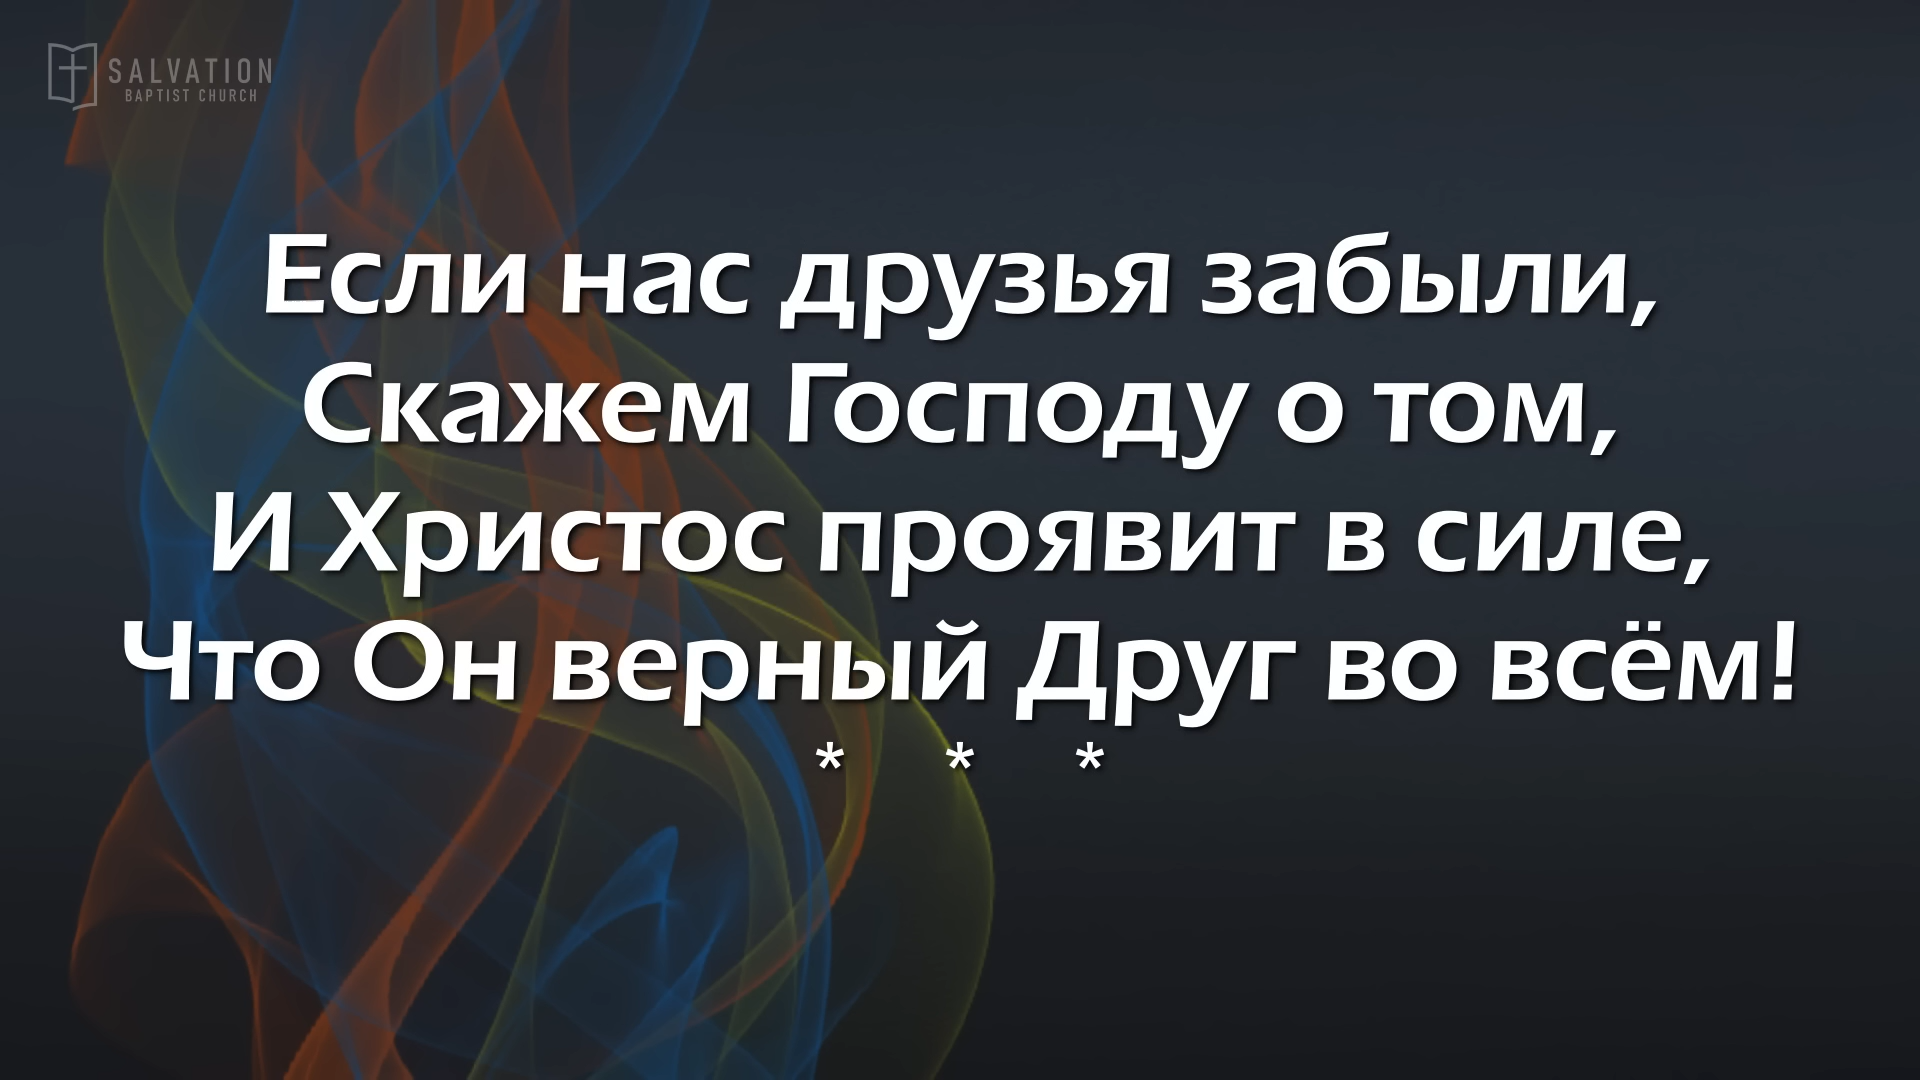 SALVATION
BAPTIST CHURCH
Если нас друзья забыли,
Скажем Господу о том,
И Христос проявит в силе,
Что Он верный Друг во всём!
* * *